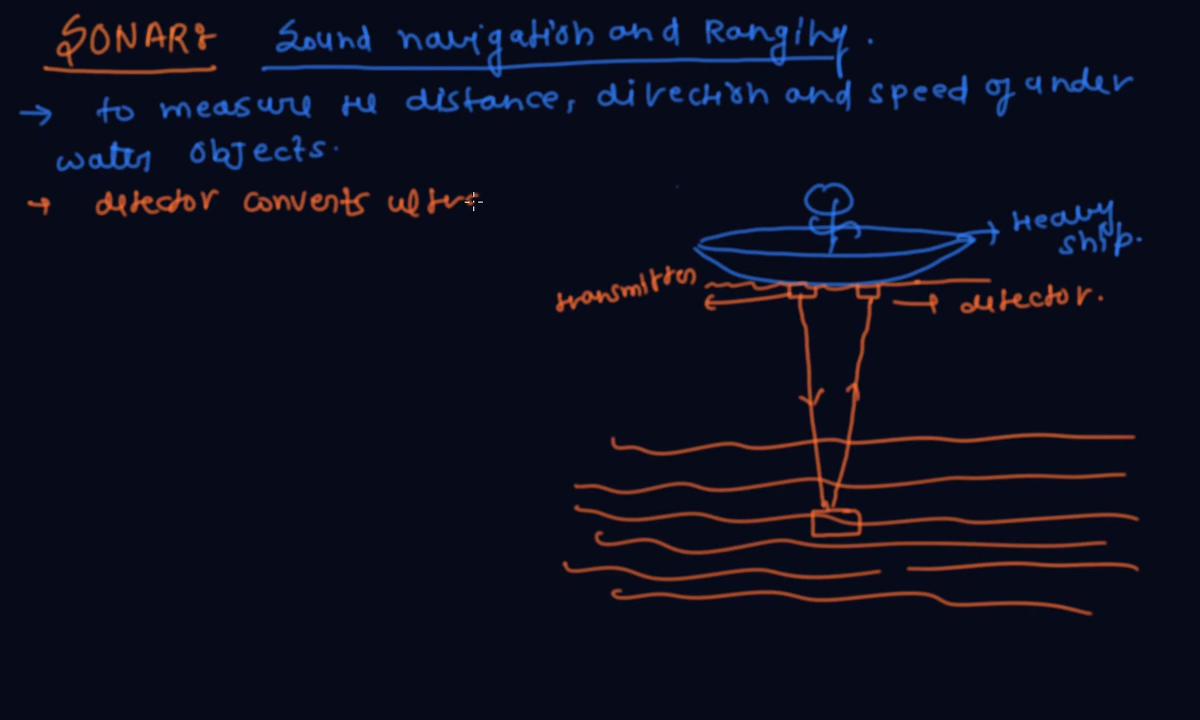 SONAR: Sound navigation and Ranging.
→ to measure the distance, direction and speed of under
water objects.
→ detector converts ultra
Heavy
ship.
transmitter
detector.